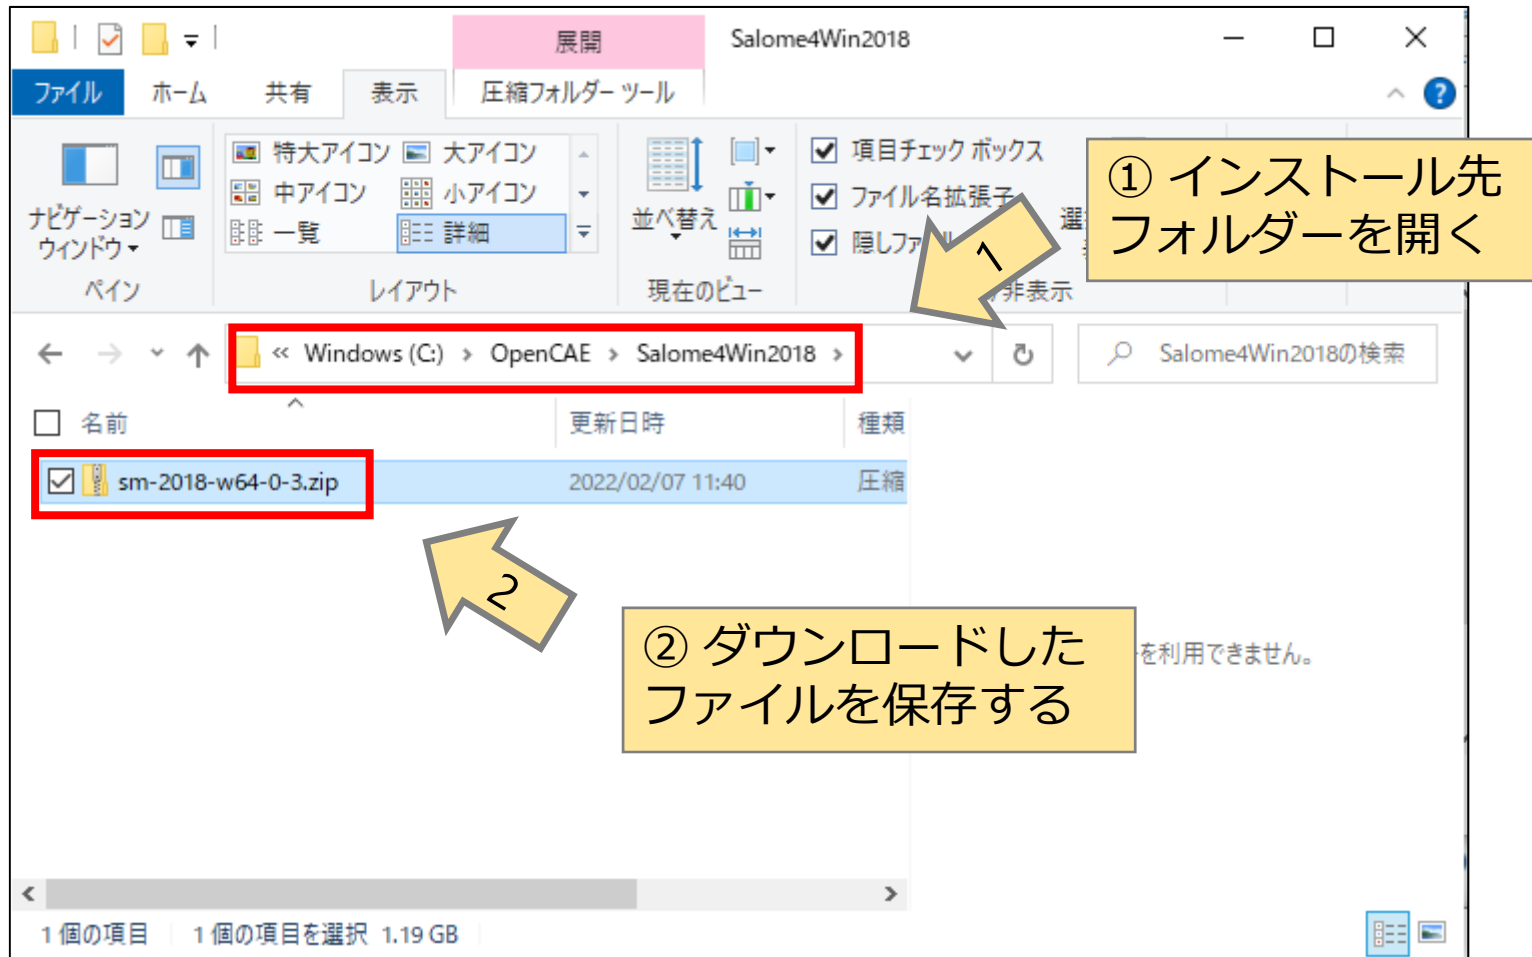 展開
Salome4Win2018
ファイル ホーム 共有 表示 圧縮フォルダー ツール
特大アイコン 大アイコン
中アイコン 小アイコン
一覧 詳細
ナビゲーション
ウィンドウ
並べ替え
項目チェック ボックス
ファイル名拡張子
隠しファイル
ペイン レイアウト 現在のビュー 非表示
① インストール先
フォルダーを開く
1
« Windows (C:) › OpenCAE › Salome4Win2018 ›
Salome4Win2018の検索
名前 更新日時 種類
sm-2018-w64-0-3.zip 2022/02/07 11:40 圧縮
2
② ダウンロードした
ファイルを保存する
を利用できません。
1 個の項目 1 個の項目を選択 1.19 GB